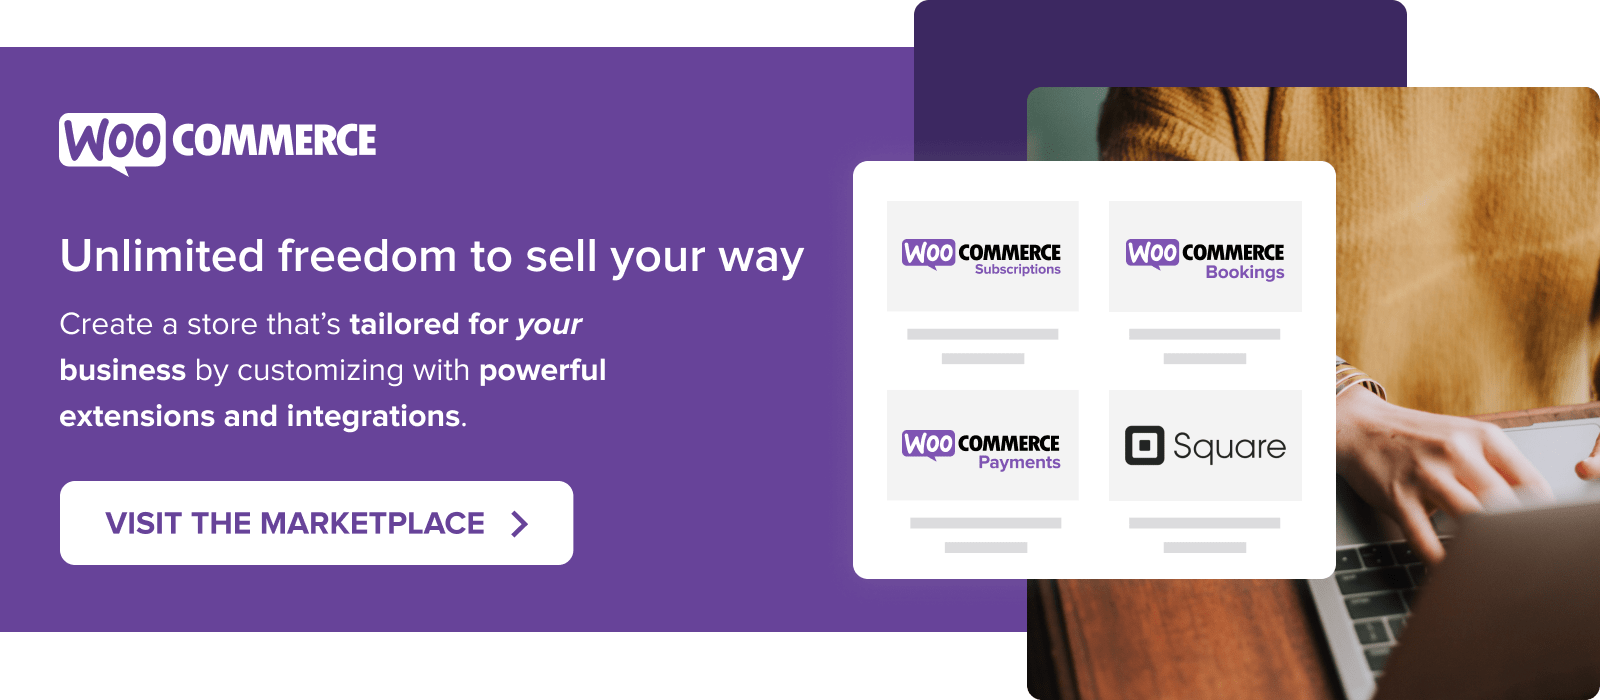 WOO COMMERCE
Unlimited freedom to sell your way
Create a store that’s tailored for your
business by customizing with powerful
extensions and integrations.
VISIT THE MARKETPLACE
WOO COMMERCE
Subscriptions
WOO COMMERCE
Bookings
WOO COMMERCE
Payments
Square